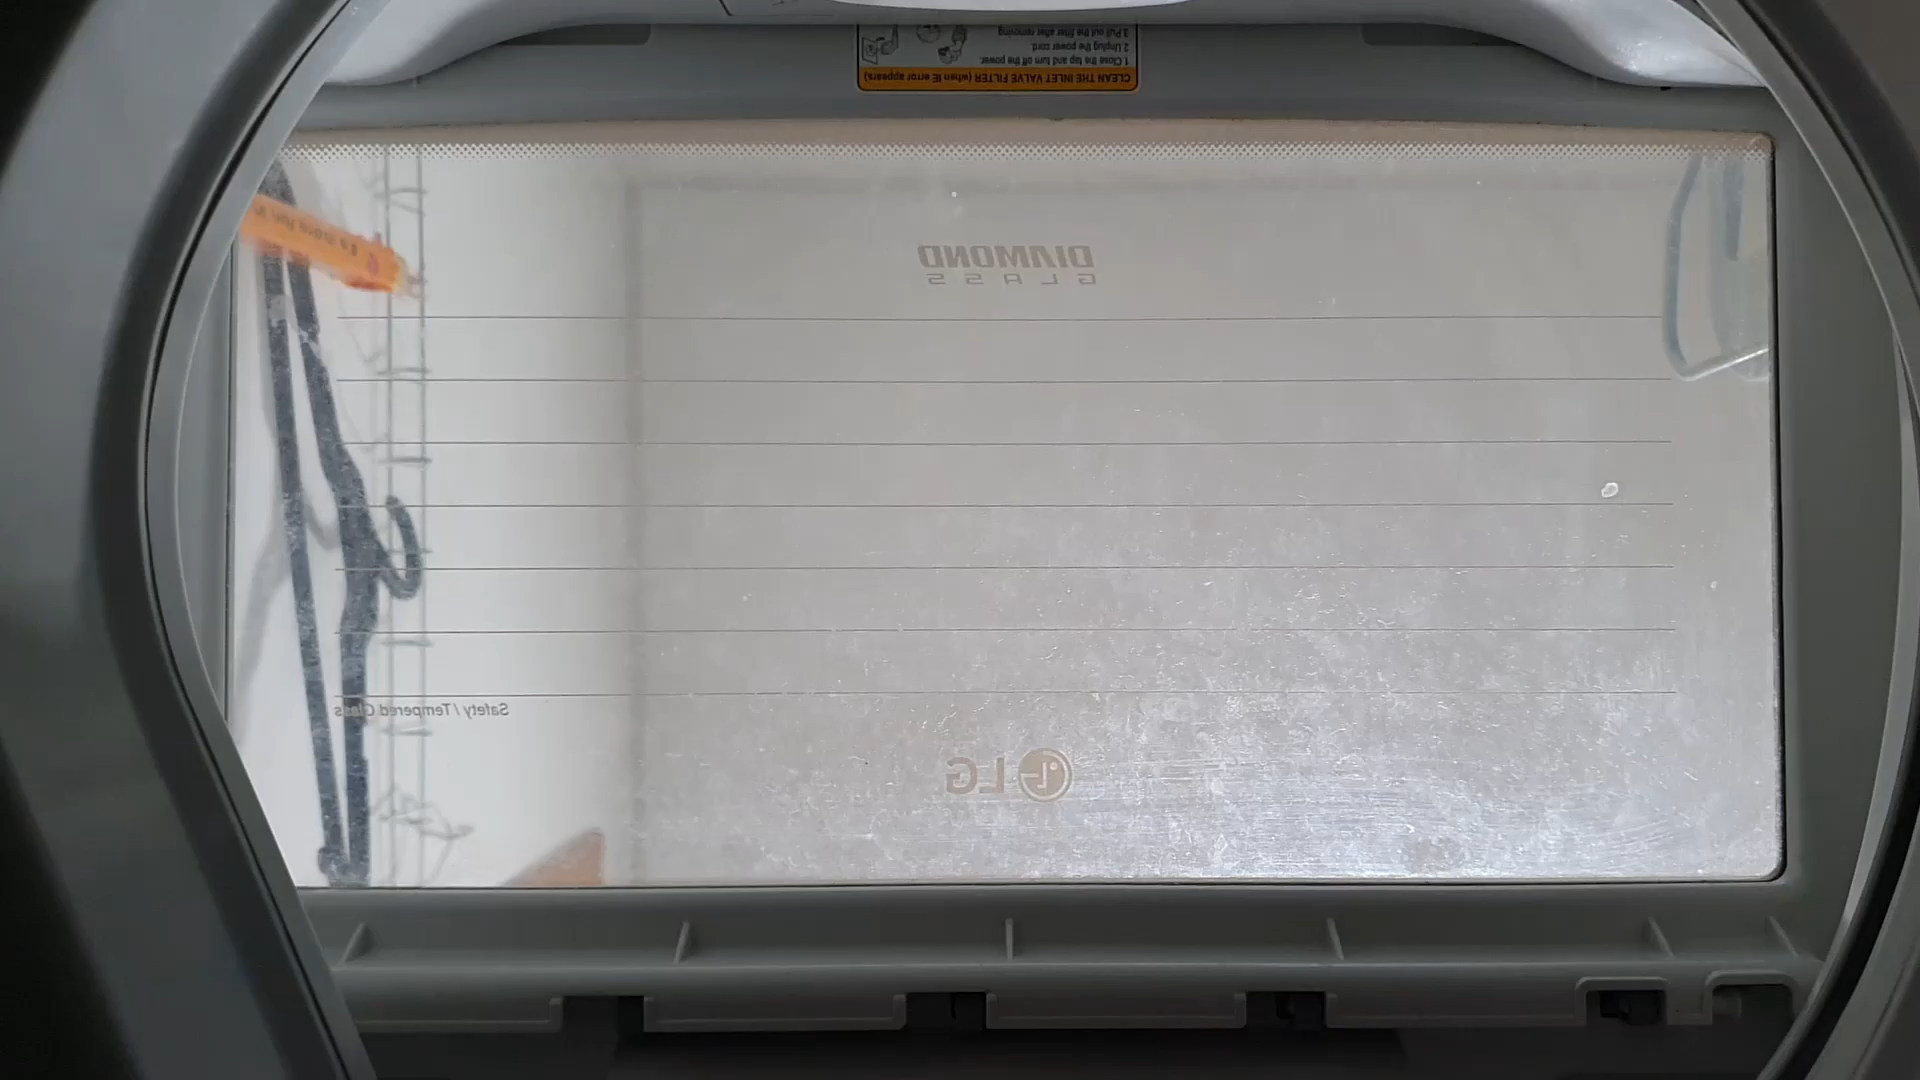 CLEAN THE INLET VALVE FILTER (when IE error appears)
1. Close the tap and turn off the power.
2. Unplug the power cord.
3. Pull out the filter after removing
DIAMOND
GLASS
Safety / Tempered Glass
LG